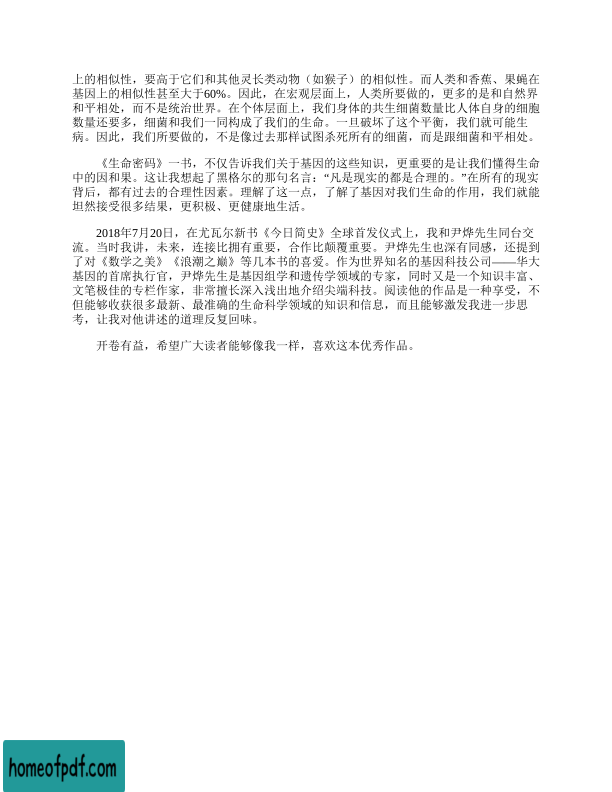 上的相似性，要高于它们和其他灵长类动物（如猴子）的相似性。而人类和香蕉、果蝇在
基因上的相似性甚至大于60%。因此，在宏观层面上，人类所要做的，更多的是和自然界
和平相处，而不是统治世界。在个体层面上，我们身体的共生细菌数量比人体自身的细胞
数量还要多，细菌和我们一同构成了我们的生命。一旦破坏了这个平衡，我们就可能生
病。因此，我们所要做的，不是像过去那样试图杀死所有的细菌，而是跟细菌和平相处。
《生命密码》一书，不仅告诉我们关于基因的这些知识，更重要的是让我们懂得生命
中的因和果。这让我想起了黑格尔的那句名言：“凡是现实的都是合理的。”在所有的现实
背后，都有过去的合理性因素。理解了这一点，了解了基因对我们生命的作用，我们就能
坦然接受很多结果，更积极、更健康地生活。
2018年7月20日，在尤瓦尔新书《今日简史》全球首发仪式上，我和尹烨先生同台交
流。当时我讲，未来，连接比拥有重要，合作比颠覆重要。尹烨先生也深有同感，还提到
了对《数学之美》《浪潮之巅》等几本书的喜爱。作为世界知名的基因科技公司——华大
基因的首席执行官，尹烨先生是基因组学和遗传学领域的专家，同时又是一个知识丰富、
文笔极佳的专栏作家，非常擅长深入浅出地介绍尖端科技。阅读他的作品是一种享受，不
但能够收获很多最新、最准确的生命科学领域的知识和信息，而且能够激发我进一步思
考，让我对他讲述的道理反复回味。
开卷有益，希望广大读者能够像我一样，喜欢这本优秀作品。
homeofpdf.com